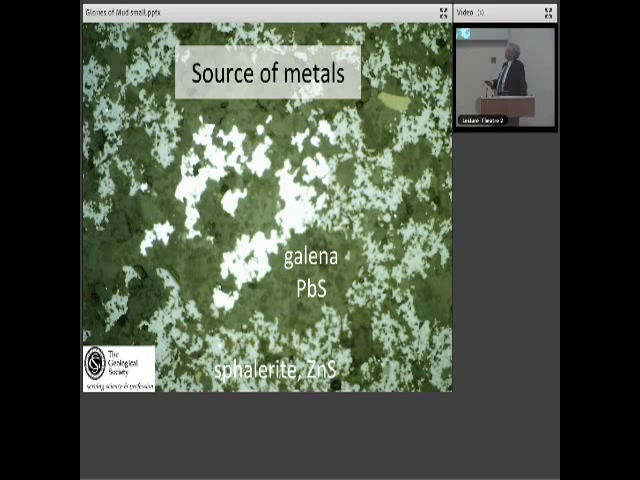 Glories of Mud small.pptx
Video (1)
Source of metals
Lecture Theatre 2
galena
PbS
The
Geological
Society
serving science & profession
sphalerite, ZnS